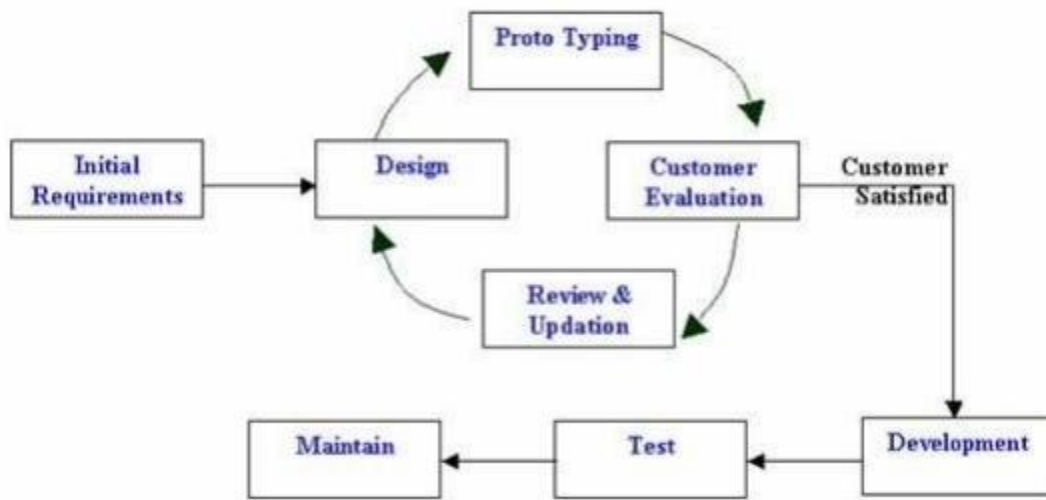 Proto Typing
Initial
Requirements
Design
Customer
Evaluation
Customer
Satisfied
Review &
Updation
Maintain
Test
Development